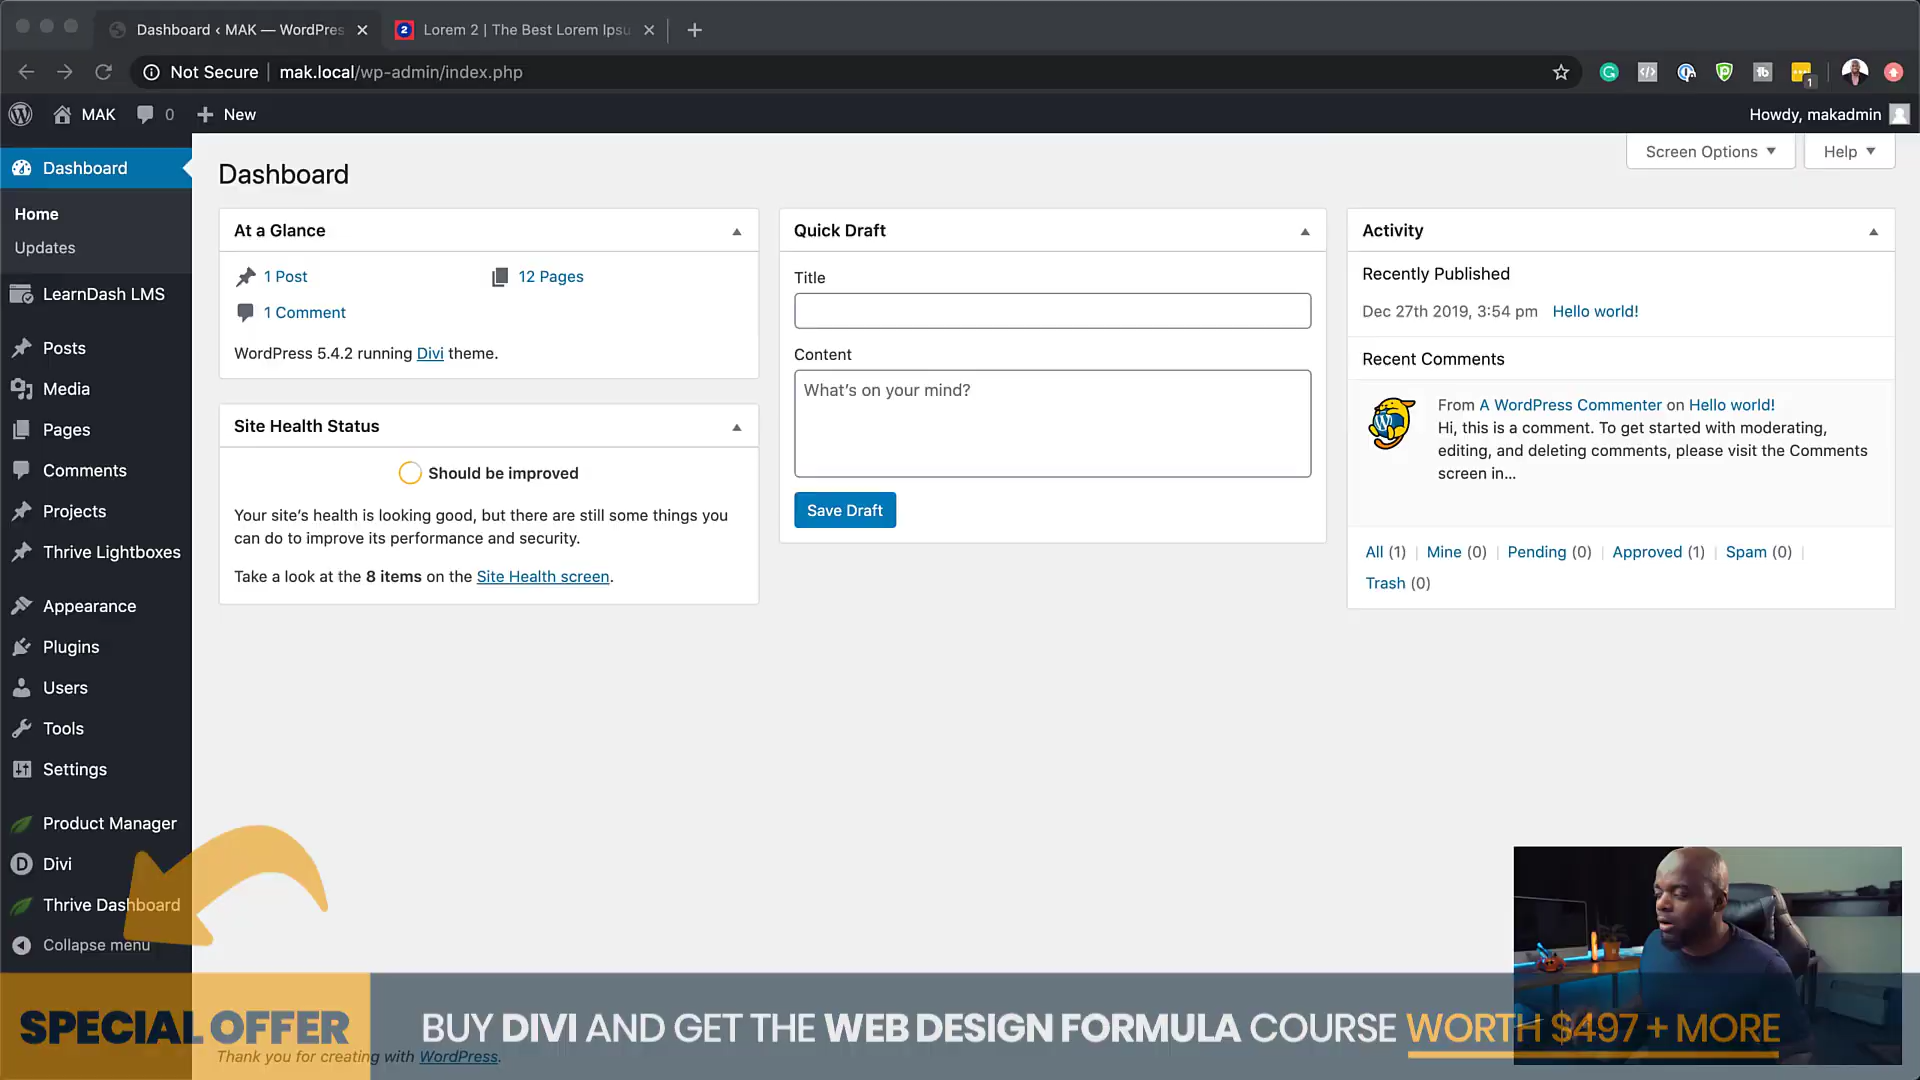 Dashboard ‹ MAK — WordPres
Lorem 2 | The Best Lorem Ipsu
Not Secure | mak.local/wp-admin/index.php
1
MAK 0 New
Howdy, makadmin
Dashboard
Home
Updates
LearnDash LMS
Posts
Media
Pages
Comments
Projects
Thrive Lightboxes
Appearance
Plugins
Users
Tools
Settings
Product Manager
Divi
Thrive Dashboard
Collapse menu
Screen Options
Help
Dashboard
At a Glance
1 Post
12 Pages
1 Comment
WordPress 5.4.2 running Divi theme.
Site Health Status
Should be improved
Your site’s health is looking good, but there are still some things you
can do to improve its performance and security.
Take a look at the 8 items on the Site Health screen.
Quick Draft
Title
Content
What’s on your mind?
Save Draft
Activity
Recently Published
Dec 27th 2019, 3:54 pm Hello world!
Recent Comments
From A WordPress Commenter on Hello world!
Hi, this is a comment. To get started with moderating,
editing, and deleting comments, please visit the Comments
screen in…
All (1) | Mine (0) | Pending (0) | Approved (1) | Spam (0) |
Trash (0)
SPECIAL OFFER
BUY DIVI AND GET THE WEB DESIGN FORMULA COURSE WORTH $497 + MORE
Thank you for creating with WordPress.